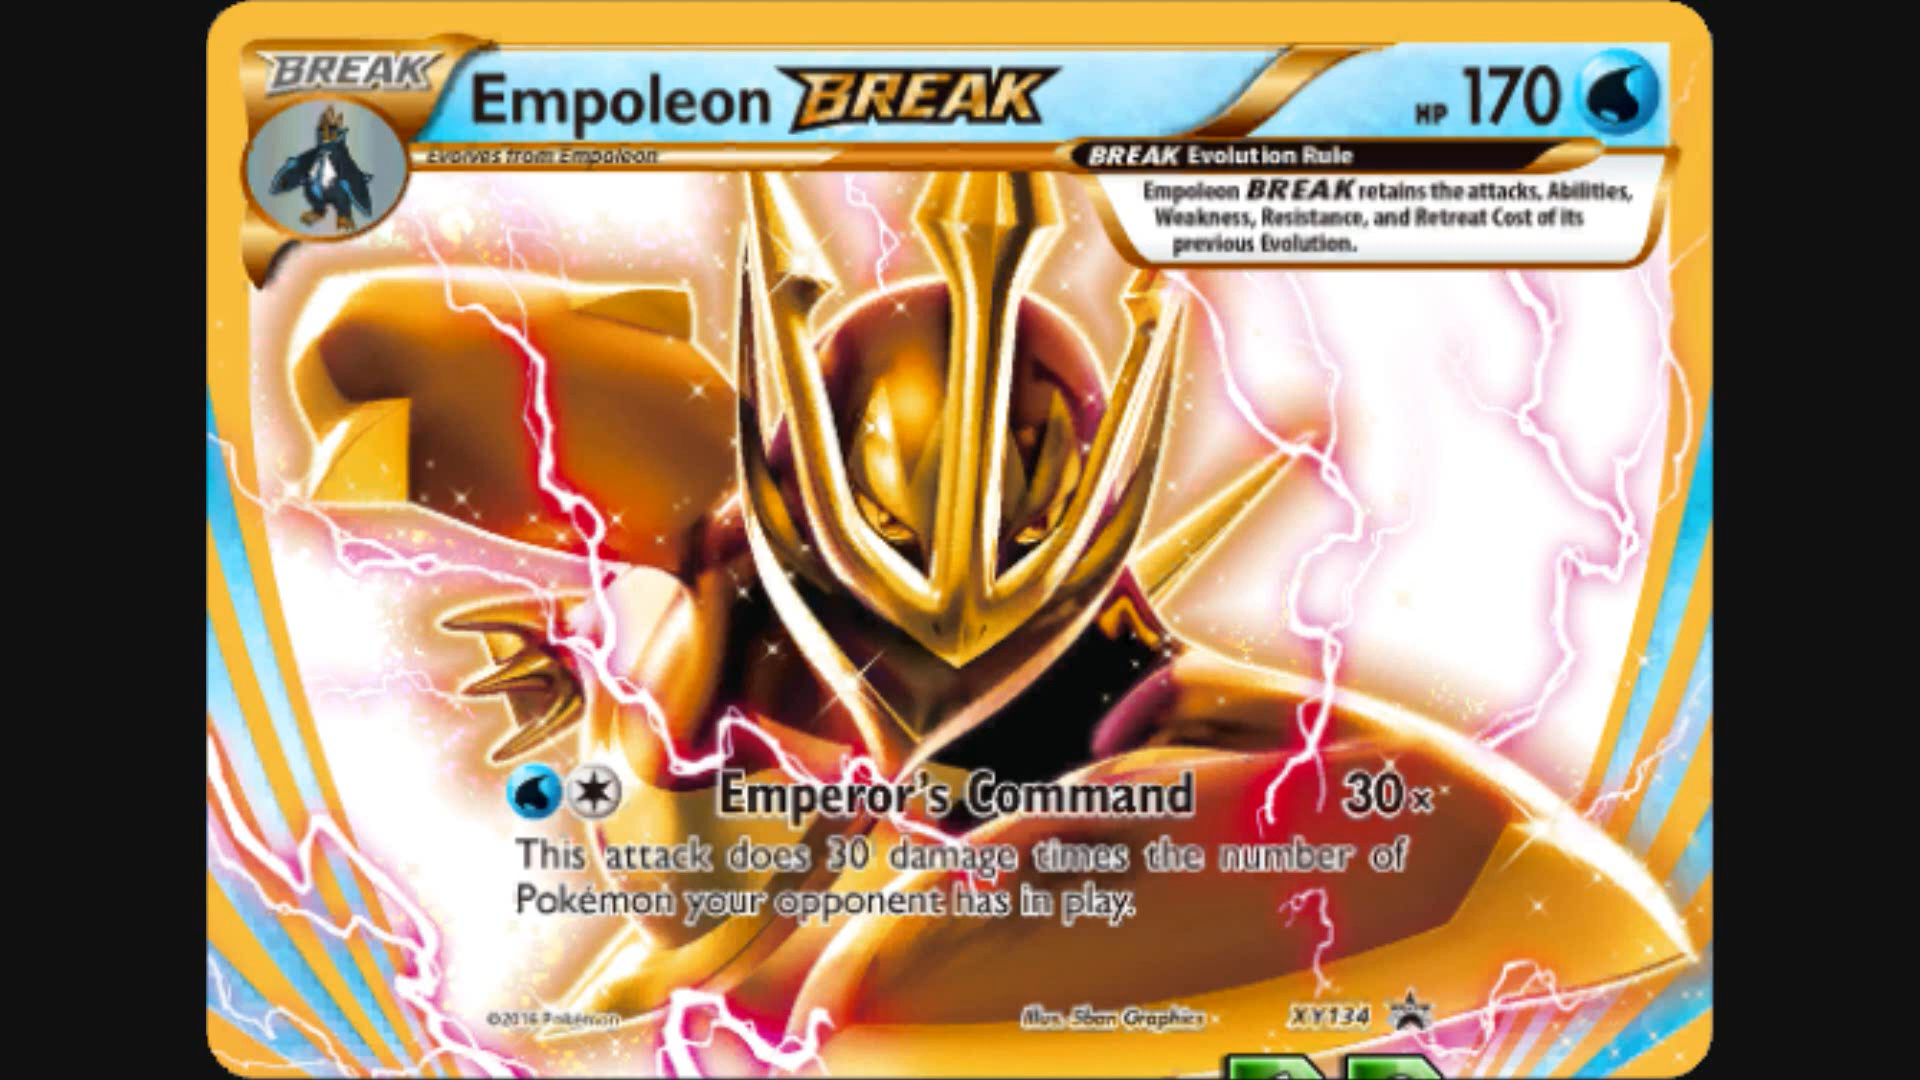 BREAK
Empoleon BREAK
HP 170
Evolves from Empoleon
BREAK Evolution Rule
Empoleon BREAK retains the attacks, Abilities,
Weakness, Resistance, and Retreat Cost of its
previous Evolution.
Emperor's Command 30x
This attack does 30 damage times the number of
Pokémon your opponent has in play.
©2016 Pokémon
Illus. 5ban Graphics
XY134